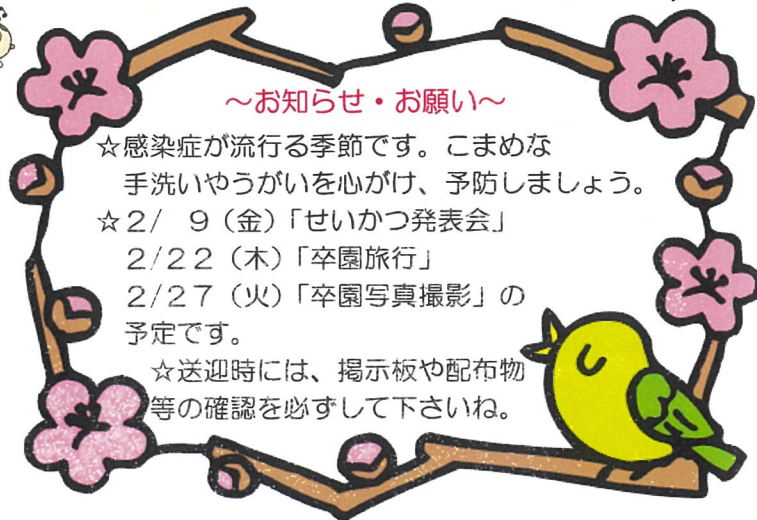 ～お知らせ・お願い～
☆感染症が流行る季節です。こまめな
手洗いやうがいを心がけ、予防しましょう。
☆2/ 9（金）「せいかつ発表会」
2/22（木）「卒園旅行」
2/27（火）「卒園写真撮影」の
予定です。
☆送迎時には、掲示板や配布物
等の確認を必ずして下さいね。